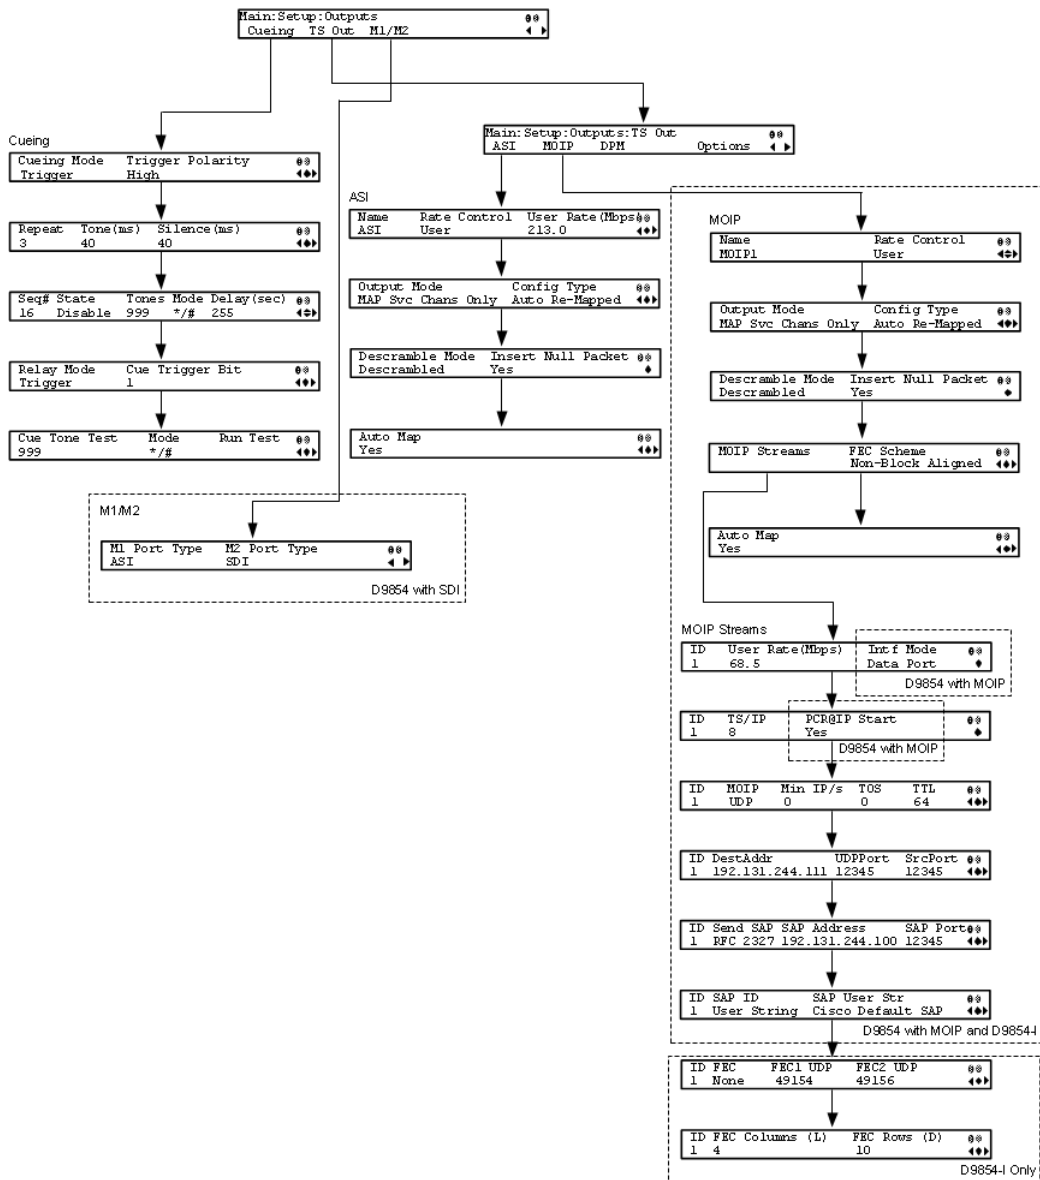 Main:Setup:Outputs
Cueing TS Out M1/M2
Cueing
Cueing Mode Trigger Polarity
Trigger High
Repeat Tone(ms) Silence(ms)
3 40 40
Seq# State Tones Mode Delay(sec)
16 Disable 999 */# 255
Relay Mode Cue Trigger Bit
Trigger 1
Cue Tone Test Mode Run Test
999 */#
M1/M2
M1 Port Type M2 Port Type
ASI SDI
D9854 with SDI
Main:Setup:Outputs:TS Out
ASI MOIP DPM Options
ASI
Name Rate Control User Rate(Mbps)
ASI User 213.0
Output Mode Config Type
MAP Svc Chans Only Auto Re-Mapped
Descramble Mode Insert Null Packet
Descrambled Yes
Auto Map
Yes
MOIP
Name Rate Control
MOIP1 User
Output Mode Config Type
MAP Svc Chans Only Auto Re-Mapped
Descramble Mode Insert Null Packet
Descrambled Yes
MOIP Streams FEC Scheme
Non-Block Aligned
Auto Map
Yes
MOIP Streams
ID User Rate(Mbps) Intf Mode
1 68.5 Data Port
D9854 with MOIP
ID TS/IP PCR@IP Start
1 8 Yes
D9854 with MOIP
ID MOIP Min IP/s TOS TTL
1 UDP 0 0 64
ID DestAddr UDPPort SrcPort
1 192.131.244.111 12345 12345
ID Send SAP SAP Address SAP Port
1 RFC 2327 192.131.244.100 12345
ID SAP ID SAP User Str
1 User String Cisco Default SAP
D9854 with MOIP and D9854-I
ID FEC FEC1 UDP FEC2 UDP
1 None 49154 49156
ID FEC Columns (L) FEC Rows (D)
1 4 10
D9854-I Only